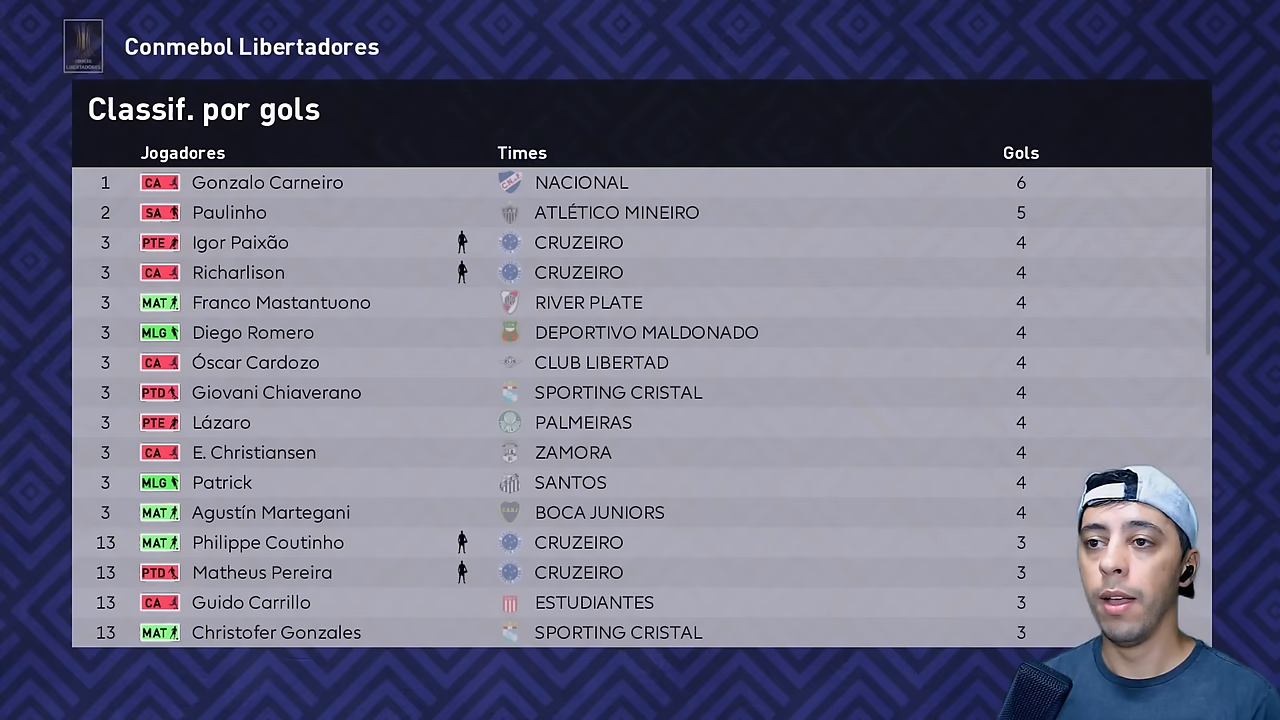 Conmebol Libertadores
Classif. por gols
Jogadores Times Gols
1 CA Gonzalo Carneiro NACIONAL 6
2 SA Paulinho ATLÉTICO MINEIRO 5
3 PTE Igor Paixão CRUZEIRO 4
3 CA Richarlison CRUZEIRO 4
3 MAT Franco Mastantuono RIVER PLATE 4
3 MLG Diego Romero DEPORTIVO MALDONADO 4
3 CA Óscar Cardozo CLUB LIBERTAD 4
3 PTD Giovani Chiaverano SPORTING CRISTAL 4
3 PTE Lázaro PALMEIRAS 4
3 CA E. Christiansen ZAMORA 4
3 MLG Patrick SANTOS 4
3 MAT Agustín Martegani BOCA JUNIORS 4
13 MAT Philippe Coutinho CRUZEIRO 3
13 PTD Matheus Pereira CRUZEIRO 3
13 CA Guido Carrillo ESTUDIANTES 3
13 MAT Christofer Gonzales SPORTING CRISTAL 3